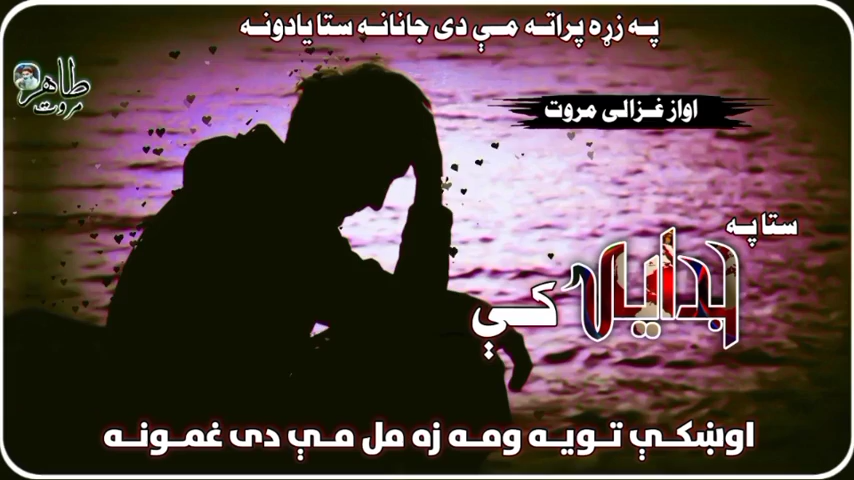 په زړه پراته مې دی جانانه ستا یادونه
طاهر
مروت
اواز غزالی مروت
ستا په
جدایی
کې
اوښکې تویه ومه زه مل مې دی غمونه